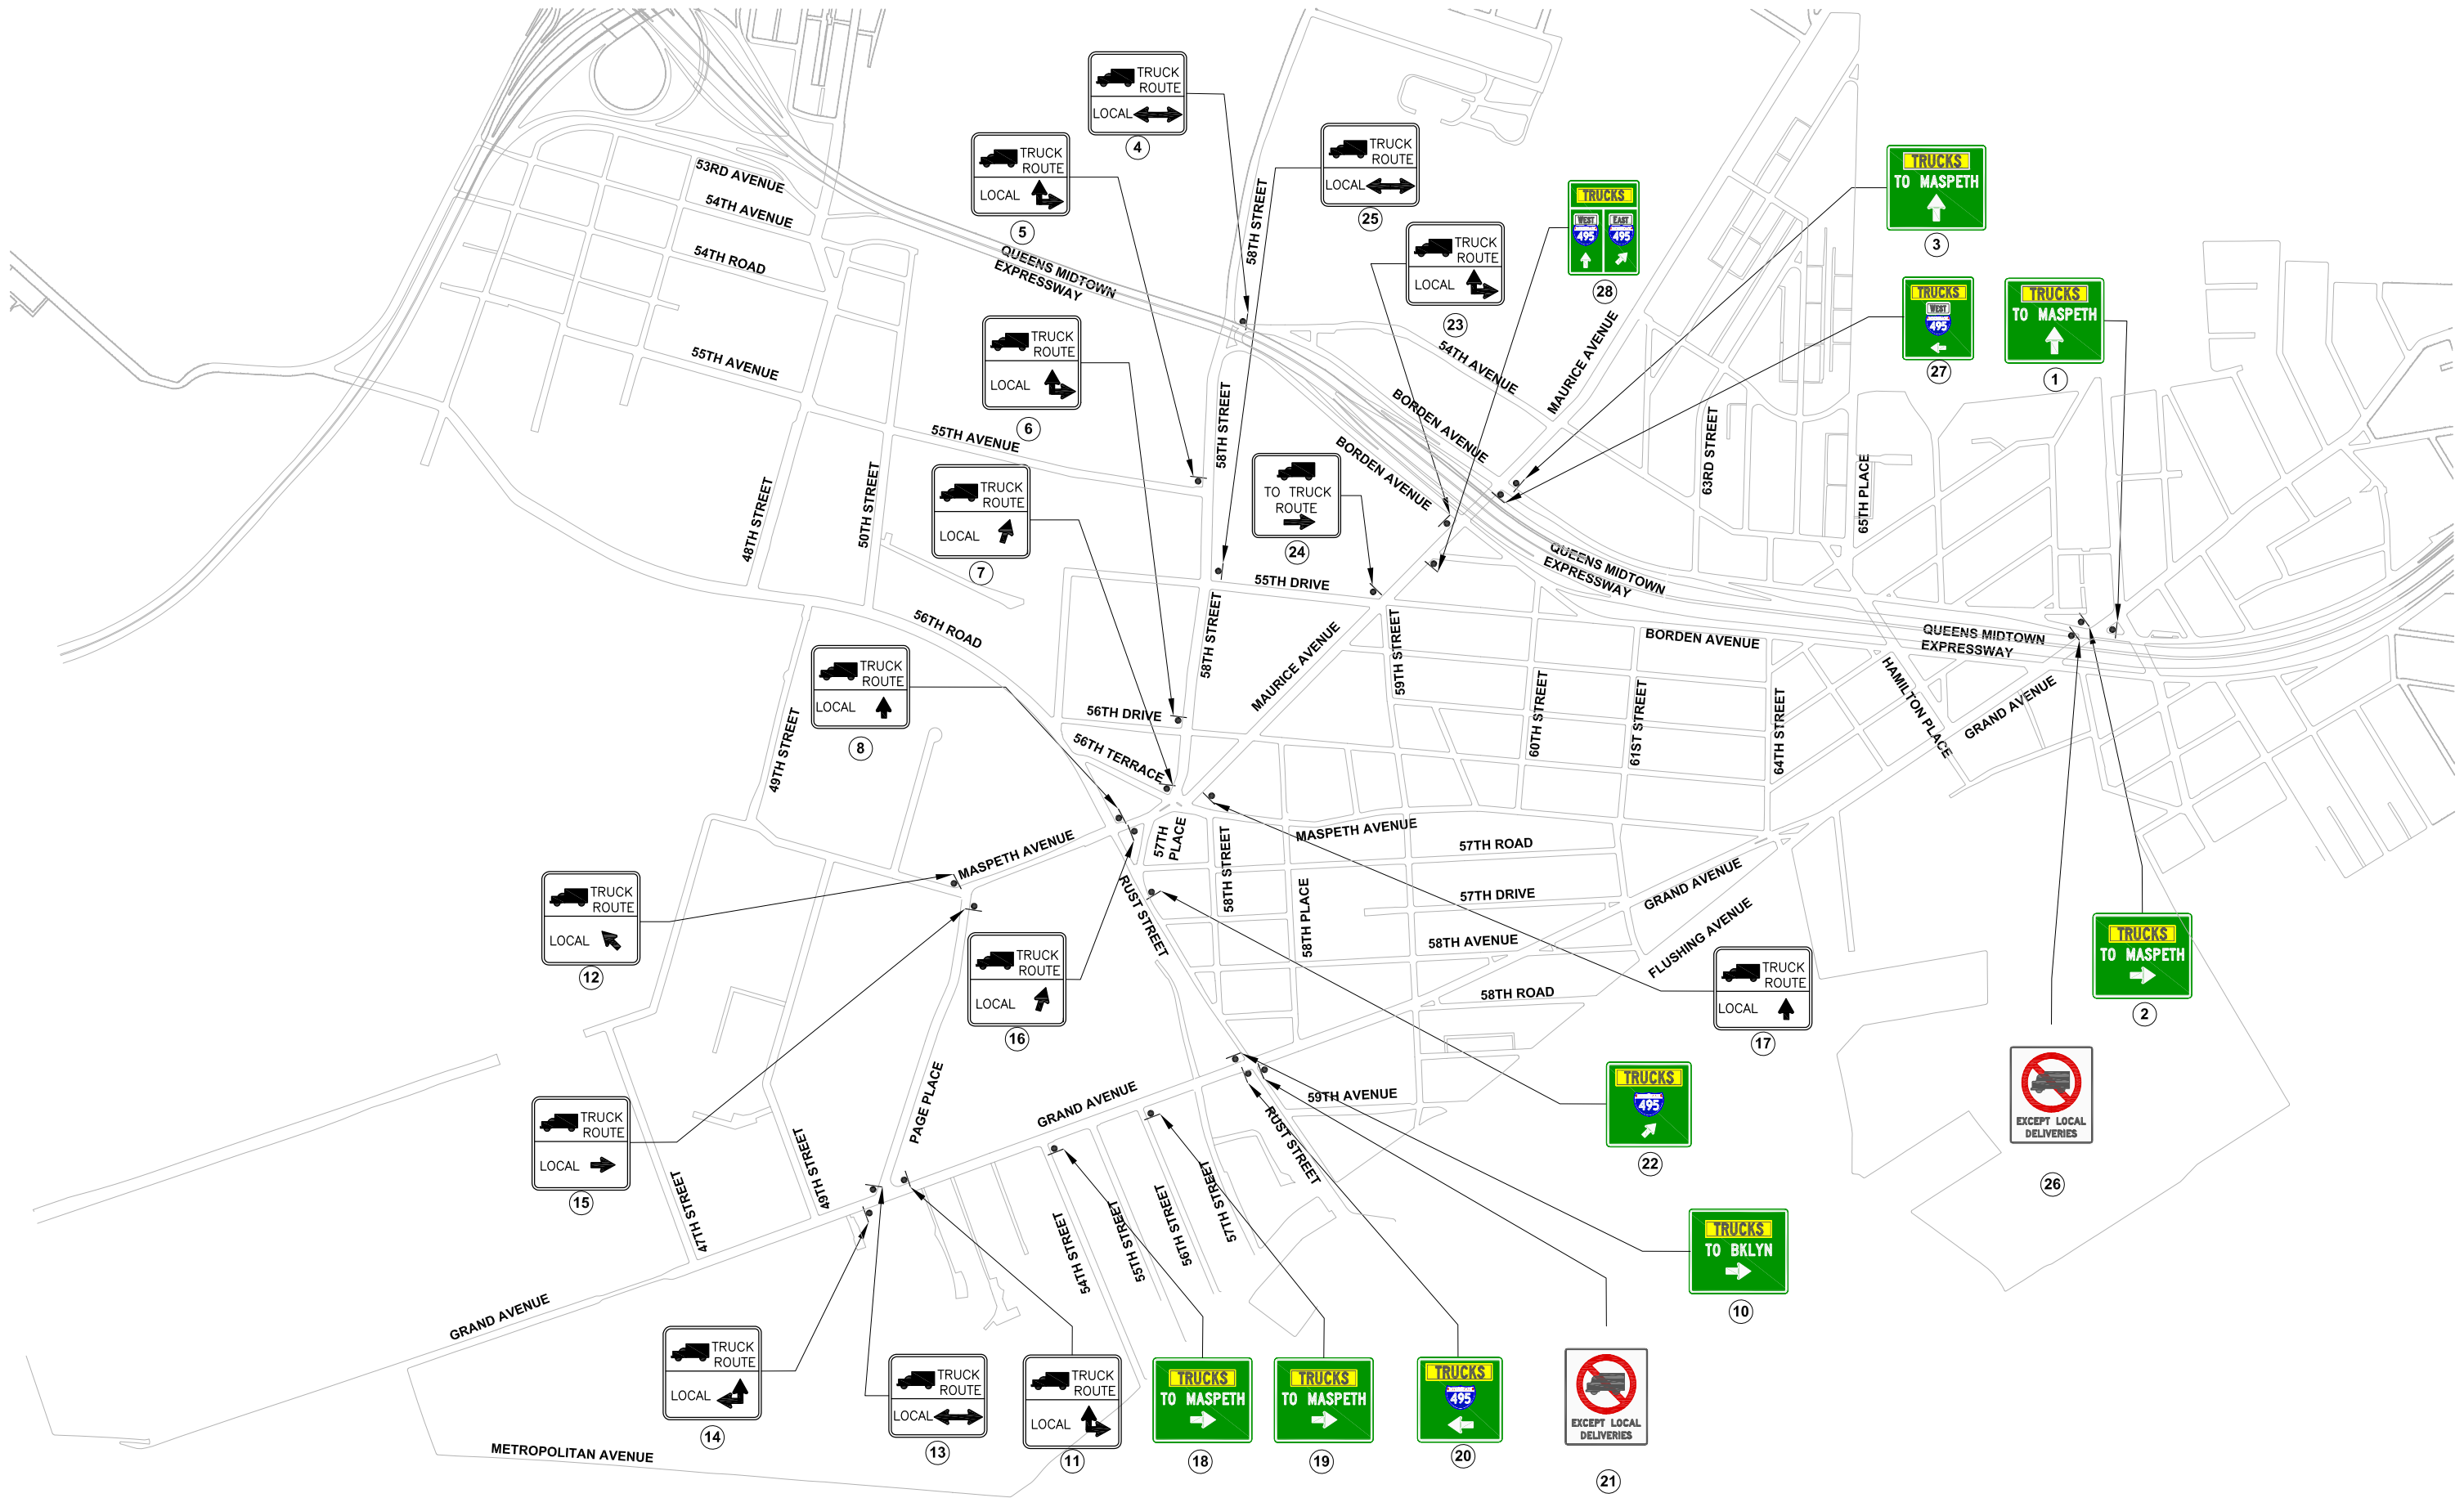 TRUCK
ROUTE
LOCAL
4
TRUCK
ROUTE
LOCAL
5
TRUCK
ROUTE
LOCAL
25
TRUCKS
TO MASPETH
3
TRUCKS
WEST
495
EAST
495
28
TRUCK
ROUTE
LOCAL
23
TRUCKS
WEST
495
27
TRUCKS
TO MASPETH
1
53RD AVENUE
54TH AVENUE
54TH ROAD
55TH AVENUE
QUEENS MIDTOWN
EXPRESSWAY
58TH STREET
TRUCK
ROUTE
LOCAL
6
54TH AVENUE
MAURICE AVENUE
BORDEN AVENUE
BORDEN AVENUE
63RD STREET
65TH PLACE
55TH AVENUE
58TH STREET
48TH STREET
50TH STREET
TRUCK
ROUTE
LOCAL
7
TO TRUCK
ROUTE
24
55TH DRIVE
QUEENS MIDTOWN
EXPRESSWAY
56TH ROAD
58TH STREET
MAURICE AVENUE
59TH STREET
BORDEN AVENUE
QUEENS MIDTOWN
EXPRESSWAY
TRUCK
ROUTE
LOCAL
8
49TH STREET
56TH DRIVE
56TH TERRACE
60TH STREET
61ST STREET
64TH STREET
HAMILTON PLACE
GRAND AVENUE
MASPETH AVENUE
57TH
PLACE
58TH STREET
MASPETH AVENUE
57TH ROAD
57TH DRIVE
58TH AVENUE
58TH ROAD
58TH PLACE
GRAND AVENUE
FLUSHING AVENUE
RUST STREET
TRUCK
ROUTE
LOCAL
12
TRUCK
ROUTE
LOCAL
16
TRUCK
ROUTE
LOCAL
17
TRUCKS
TO MASPETH
2
TRUCK
ROUTE
LOCAL
15
PAGE PLACE
GRAND AVENUE
59TH AVENUE
RUST STREET
TRUCKS
495
22
EXCEPT LOCAL
DELIVERIES
26
47TH STREET
49TH STREET
54TH STREET
55TH STREET
56TH STREET
57TH STREET
TRUCKS
TO BKLYN
10
GRAND AVENUE
TRUCK
ROUTE
LOCAL
14
TRUCK
ROUTE
LOCAL
13
TRUCK
ROUTE
LOCAL
11
TRUCKS
TO MASPETH
18
TRUCKS
TO MASPETH
19
TRUCKS
495
20
EXCEPT LOCAL
DELIVERIES
21
METROPOLITAN AVENUE